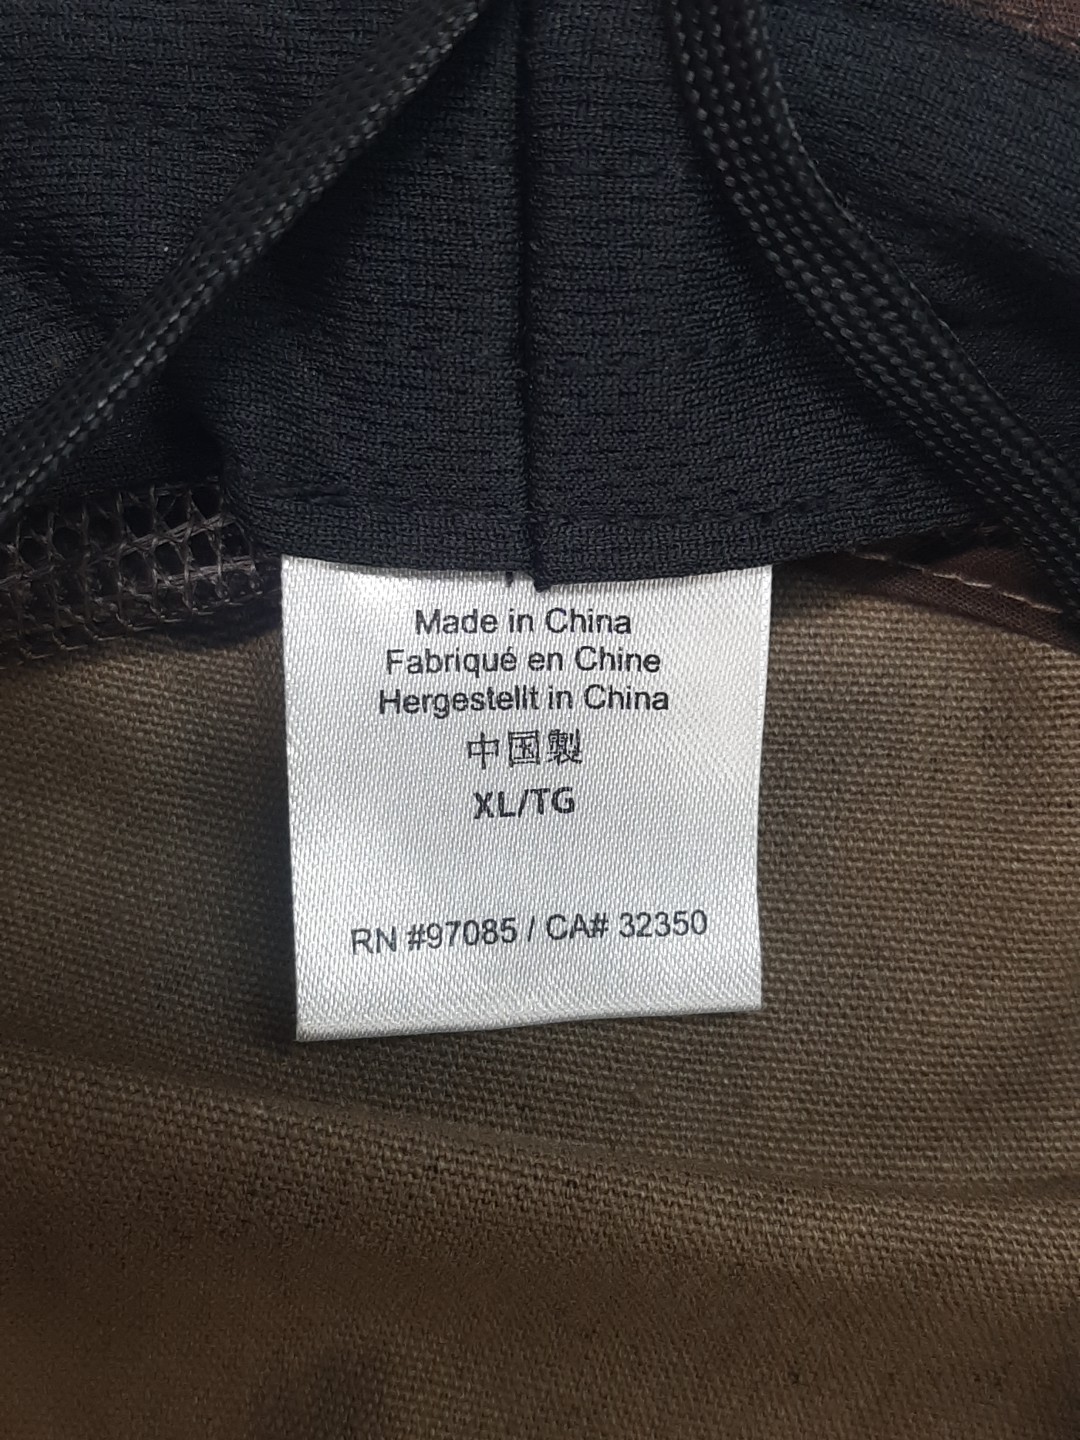 Made in China
Fabriqué en Chine
Hergestellt in China
中国製
XL/TG
RN #97085 / CA# 32350